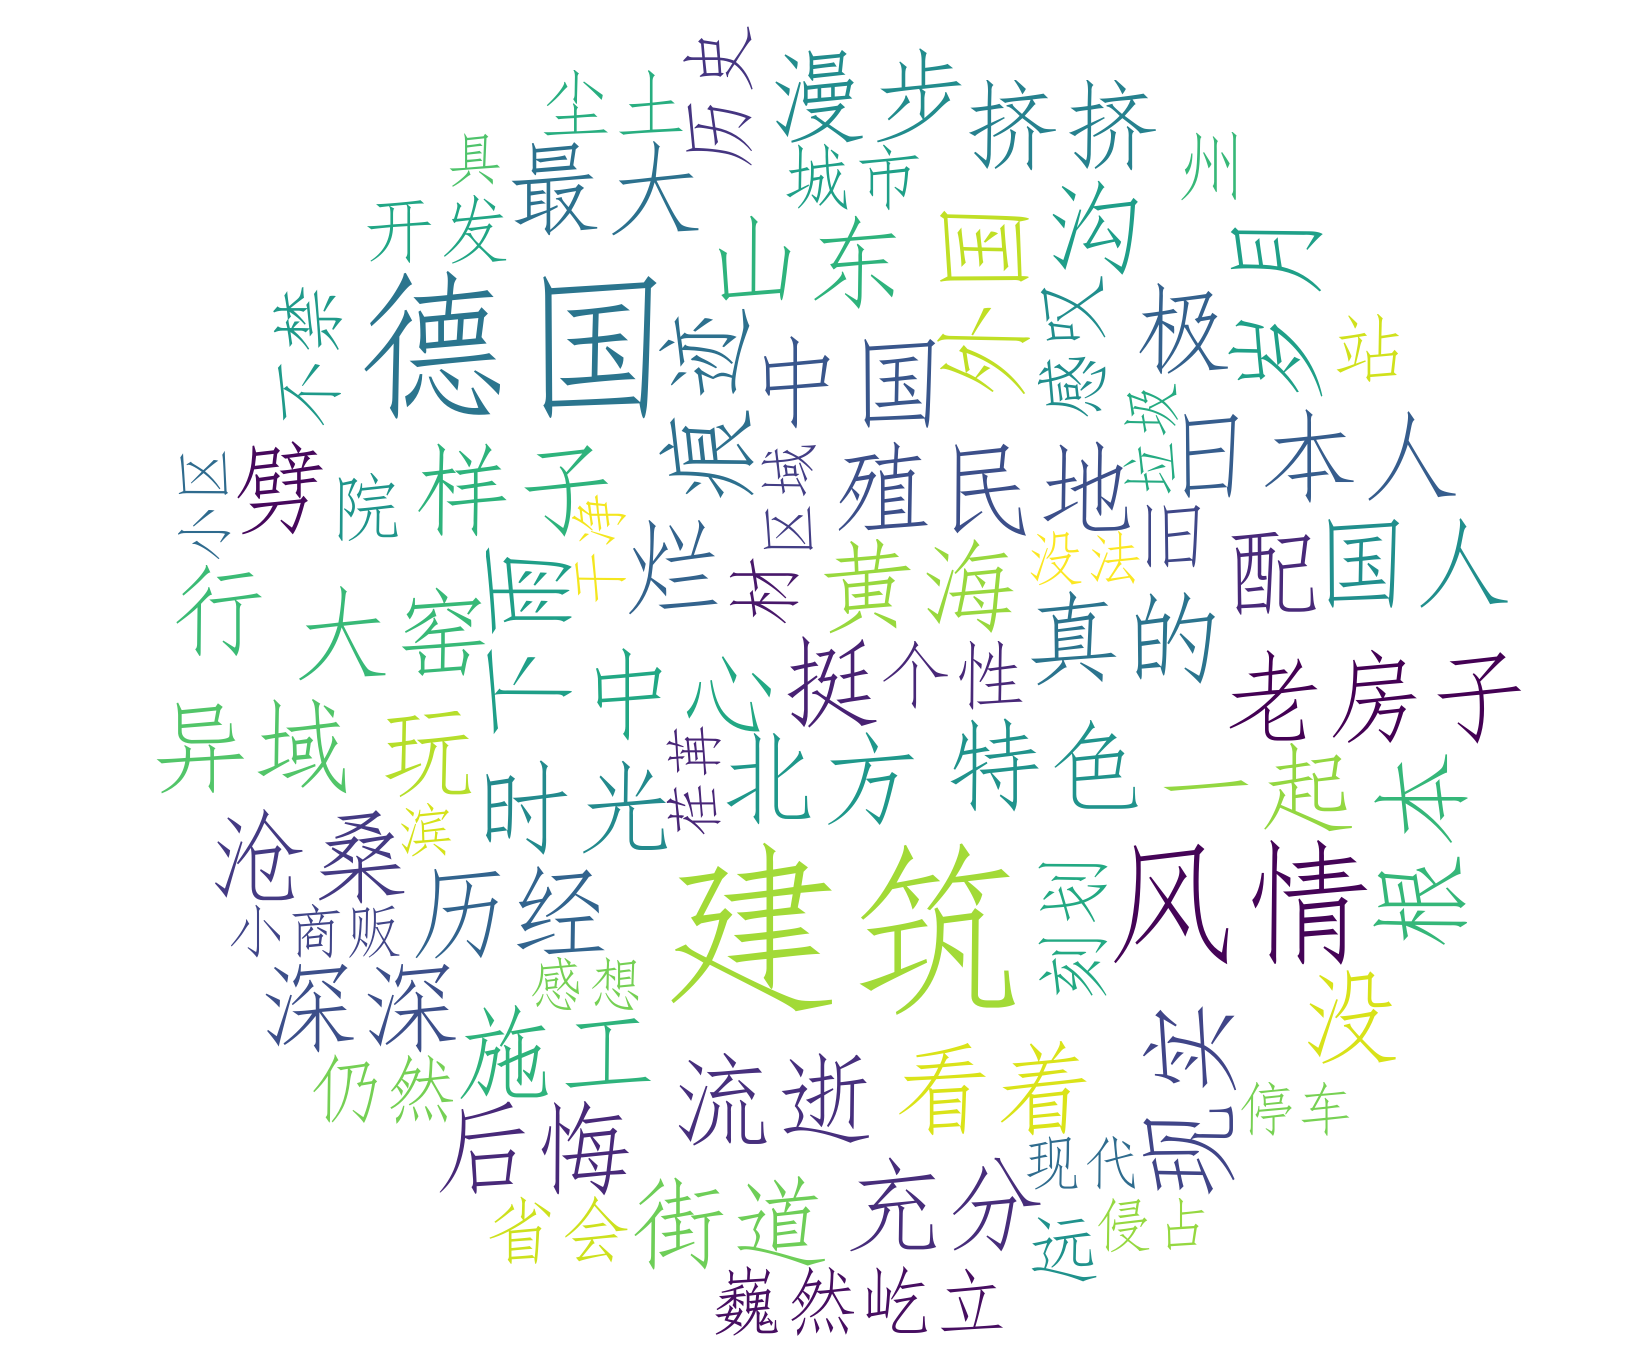 历史
漫步
尘土
挤挤
具
最大
城市
州
开发
山东
外国
沟
岁月
不禁
德国
痕迹
中国
感叹
极
站
垃圾
日本人
小区
劈
院
样子
干净
区域
殖民地
旧
烂
材
黄海
没法
配
国人
行
大窑
下雨
中心
挺
个性
真的
老房子
异域
玩
时光
荏苒
北方
特色
一起
根本
沧桑
滨
小商贩
历经
建筑
刻划
风情
深深
感想
施工
仍然
没
现实
后悔
流逝
看着
停车
现代
省会
街道
充分
远
侵占
巍然屹立